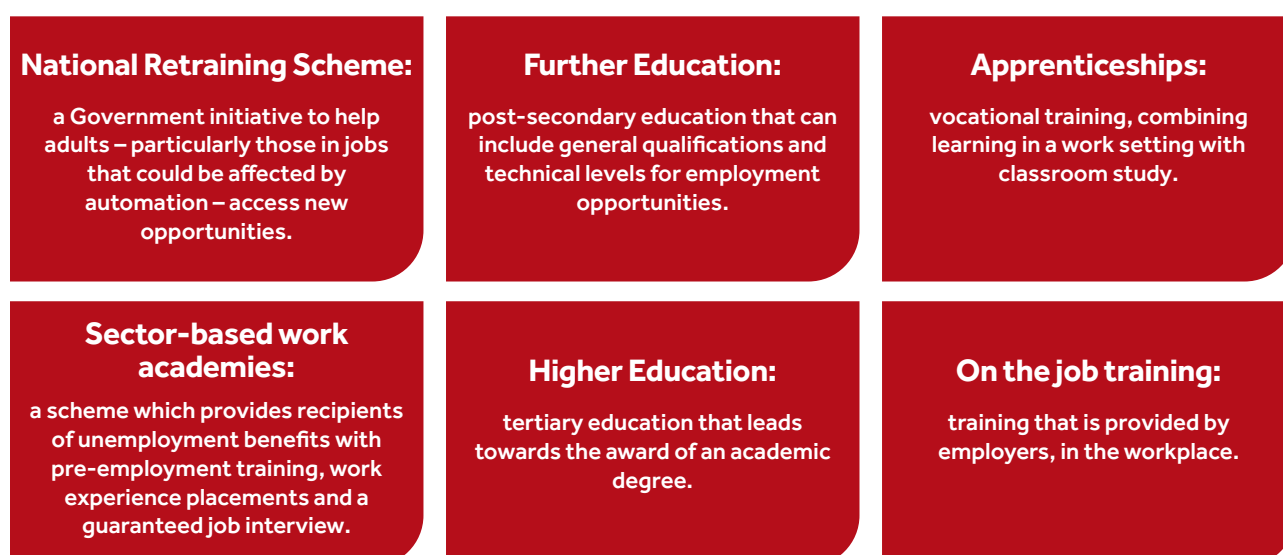 National Retraining Scheme:
a Government initiative to help
adults – particularly those in jobs
that could be affected by
automation – access new
opportunities.
Further Education:
post-secondary education that can
include general qualifications and
technical levels for employment
opportunities.
Apprenticeships:
vocational training, combining
learning in a work setting with
classroom study.
Sector-based work
academies:
a scheme which provides recipients
of unemployment benefits with
pre-employment training, work
experience placements and a
guaranteed job interview.
Higher Education:
tertiary education that leads
towards the award of an academic
degree.
On the job training:
training that is provided by
employers, in the workplace.